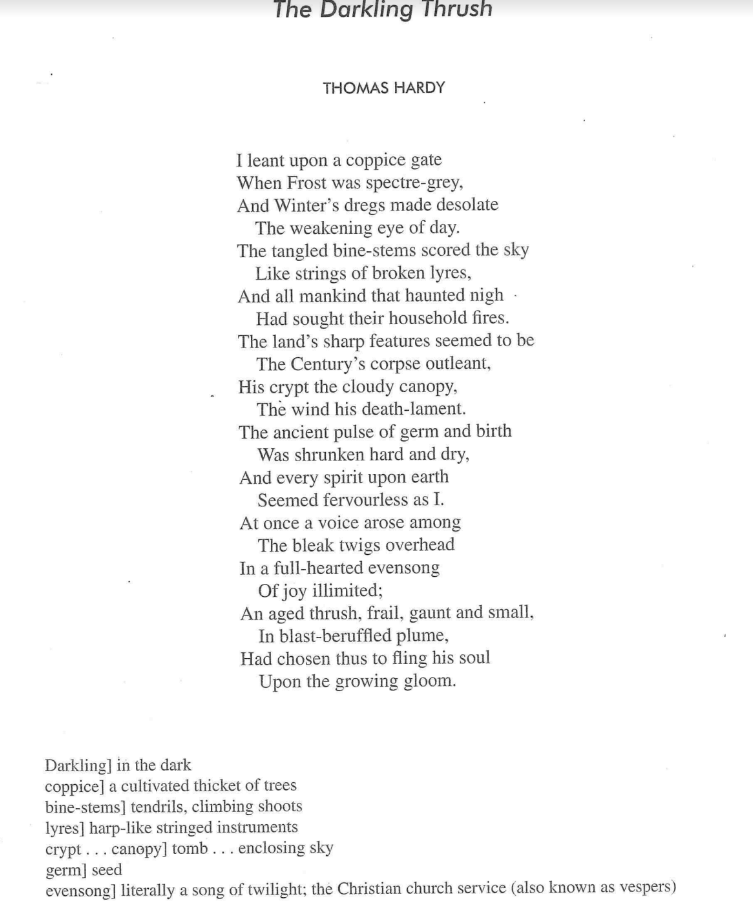 The Darkling Thrush
THOMAS HARDY
I leant upon a coppice gate
When Frost was spectre-grey,
And Winter's dregs made desolate
The weakening eye of day.
The tangled bine-stems scored the sky
Like strings of broken lyres,
And all mankind that haunted nigh
Had sought their household fires.
The land's sharp features seemed to be
The Century's corpse outleant,
His crypt the cloudy canopy,
The wind his death-lament.
The ancient pulse of germ and birth
Was shrunken hard and dry,
And every spirit upon earth
Seemed fervourless as I.
At once a voice arose among
The bleak twigs overhead
In a full-hearted evensong
Of joy illimited;
An aged thrush, frail, gaunt and small,
In blast-beruffled plume,
Had chosen thus to fling his soul
Upon the growing gloom.
Darkling] in the dark
coppice] a cultivated thicket of trees
bine-stems] tendrils, climbing shoots
lyres] harp-like stringed instruments
crypt . . . canopy] tomb . . . enclosing sky
germ] seed
evensong] literally a song of twilight; the Christian church service (also known as vespers)